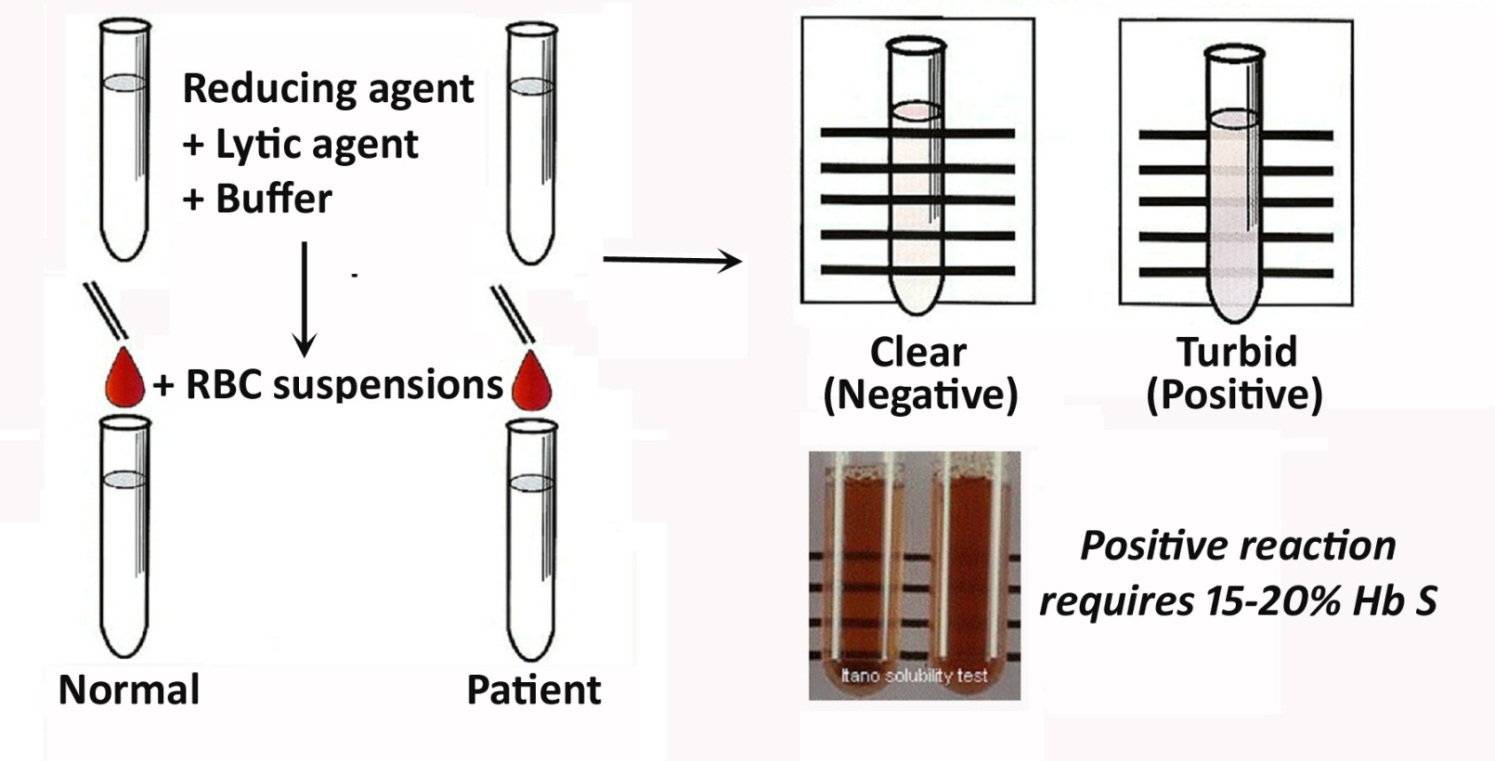 Reducing agent
+ Lytic agent
+ Buffer
+ RBC suspensions
Normal
Patient
Clear
(Negative)
Turbid
(Positive)
Itano solubility test
Positive reaction
requires 15-20% Hb S